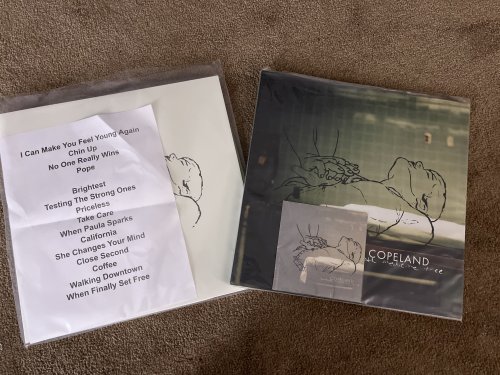 I Can Make You Feel Young Again
Chin Up
No One Really Wins
Pope
Brightest
Testing The Strong Ones
Priceless
Take Care
When Paula Sparks
California
She Changes Your Mind
Close Second
Coffee
Walking Downtown
When Finally Set Free
COPELAND
medicine tree